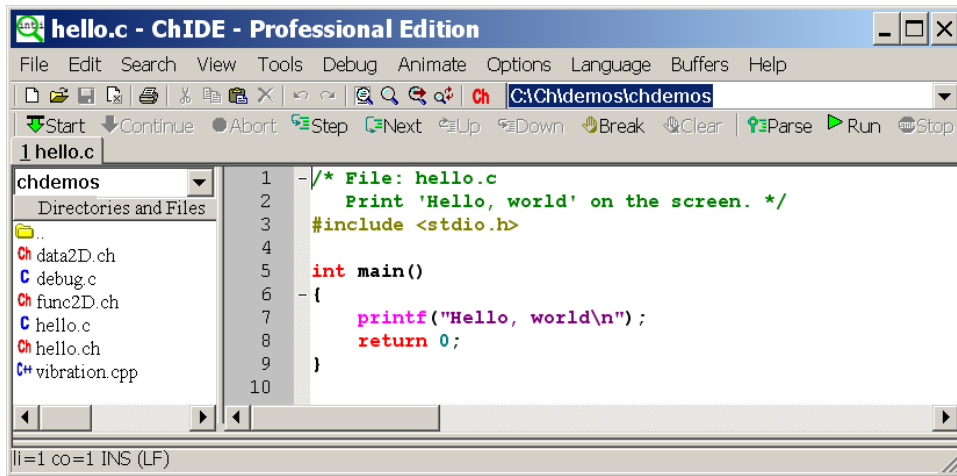 hello.c - ChIDE - Professional Edition
File Edit Search View Tools Debug Animate Options Language Buffers Help
Ch C:\Ch\demos\chdemos
Start Continue Abort Step Next Up Down Break Clear Parse Run Stop
1 hello.c
chdemos
Directories and Files
..
Ch data2D.ch
C debug.c
Ch func2D.ch
C hello.c
Ch hello.ch
C++ vibration.cpp
1 /* File: hello.c
2 Print 'Hello, world' on the screen. */
3 #include <stdio.h>
4
5 int main()
6 {
7 printf("Hello, world\n");
8 return 0;
9 }
10
li=1 co=1 INS (LF)